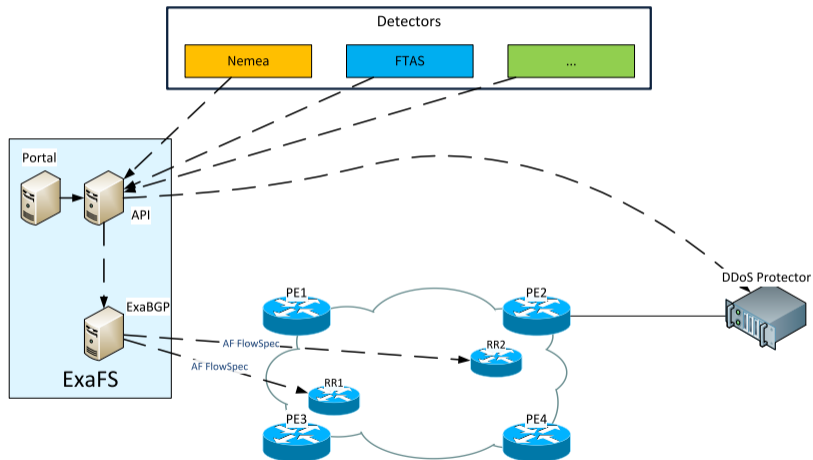 Detectors
Nemea
FTAS
...
Portal
API
DDoS Protector
ExaBGP
PE1
PE2
AF FlowSpec
RR2
AF FlowSpec
RR1
ExaFS
PE3
PE4